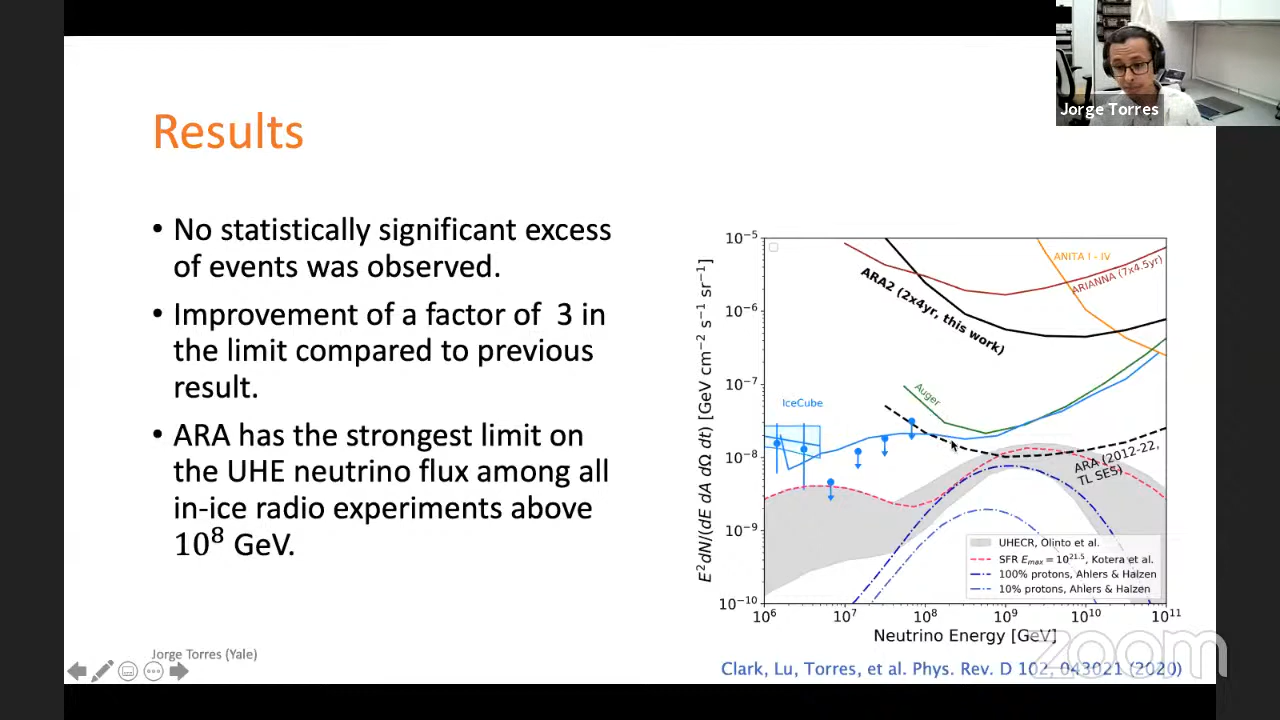 Jorge Torres
Results
• No statistically significant excess
of events was observed.
• Improvement of a factor of 3 in
the limit compared to previous
result.
• ARA has the strongest limit on
the UHE neutrino flux among all
in-ice radio experiments above
10⁸ GeV.
E²dN/(dE dA dΩ dt) [GeV cm⁻² s⁻¹ sr⁻¹]
10⁻⁵
10⁻⁶
10⁻⁷
10⁻⁸
10⁻⁹
10⁻¹⁰
ANITA I - IV
ARIANNA (7x4.5yr)
ARA2 (2x4yr, this work)
Auger
IceCube
ARA (2012-22,
TL SES)
UHECR, Olinto et al.
SFR Eₘₐₓ = 10²¹·⁵, Kotera et al.
100% protons, Ahlers & Halzen
10% protons, Ahlers & Halzen
10⁶ 10⁷ 10⁸ 10⁹ 10¹⁰ 10¹¹
Neutrino Energy [GeV]
zoom
Jorge Torres (Yale)
Clark, Lu, Torres, et al. Phys. Rev. D 102, 043021 (2020)